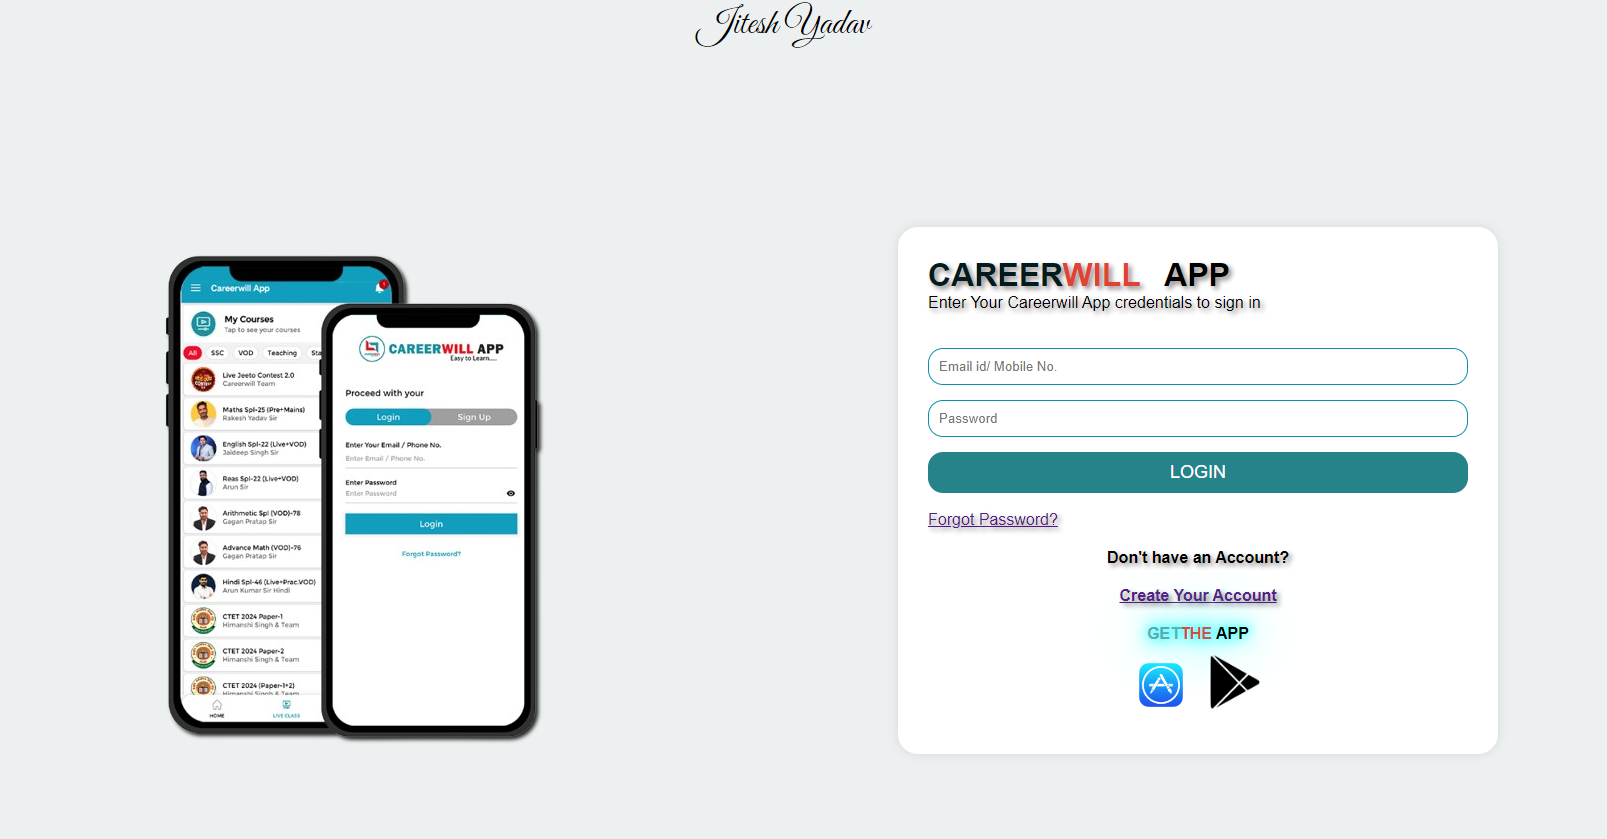 Jitesh Yadav
Careerwill App
1
My Courses
Tap to see your courses
All SSC VOD Teaching Sta
Live Jeeto Contest 2.0
Careerwill Team
Maths Spl-25 (Pre+Mains)
Rakesh Yadav Sir
English Spl-22 (Live+VOD)
Jaideep Singh Sir
Reas Spl-22 (Live+VOD)
Arun Sir
Arithmetic Spl (VOD)-78
Gagan Pratap Sir
Advance Math (VOD)-76
Gagan Pratap Sir
Hindi Spl-46 (Live+Prac.VOD)
Arun Kumar Sir Hindi
CTET 2024 Paper-1
Himanshi Singh & Team
CTET 2024 Paper-2
Himanshi Singh & Team
CTET 2024 (Paper-1+2)
Himanshi Singh & Team
HOME LIVE CLASS
CAREERWILL APP
Easy to Learn....
Proceed with your
Login Sign Up
Enter Your Email / Phone No.
Enter Email / Phone No.
Enter Password
Enter Password
Login
Forgot Password?
CAREERWILL APP
Enter Your Careerwill App credentials to sign in
Email id/ Mobile No.
Password
LOGIN
Forgot Password?
Don't have an Account?
Create Your Account
GETTHE APP